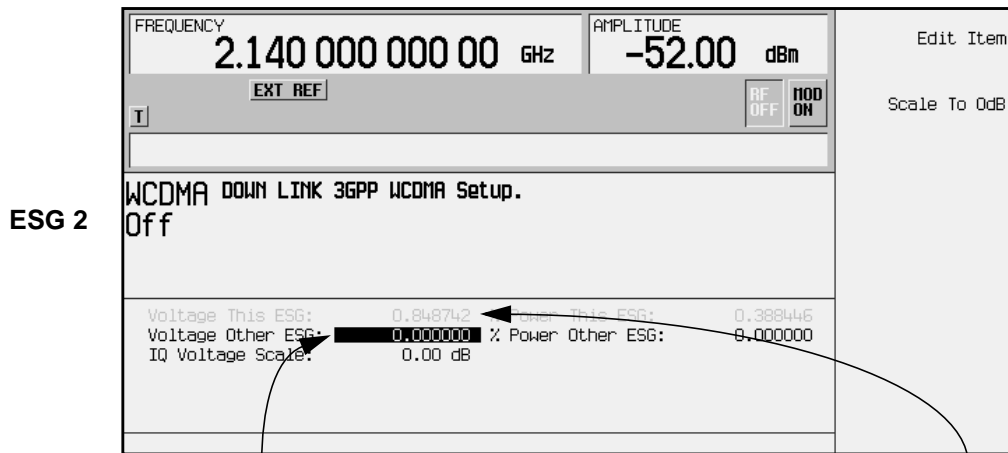 FREQUENCY
2.140 000 000 00 GHz
AMPLITUDE
-52.00 dBm
Edit Item
EXT REF
T
RF OFF
MOD ON
Scale To 0dB
WCDMA DOWN LINK 3GPP WCDMA Setup.
Off
ESG 2
Voltage This ESG: 0.848742 % Power This ESG: 0.388446
Voltage Other ESG: 0.000000 % Power Other ESG: 0.000000
IQ Voltage Scale: 0.00 dB